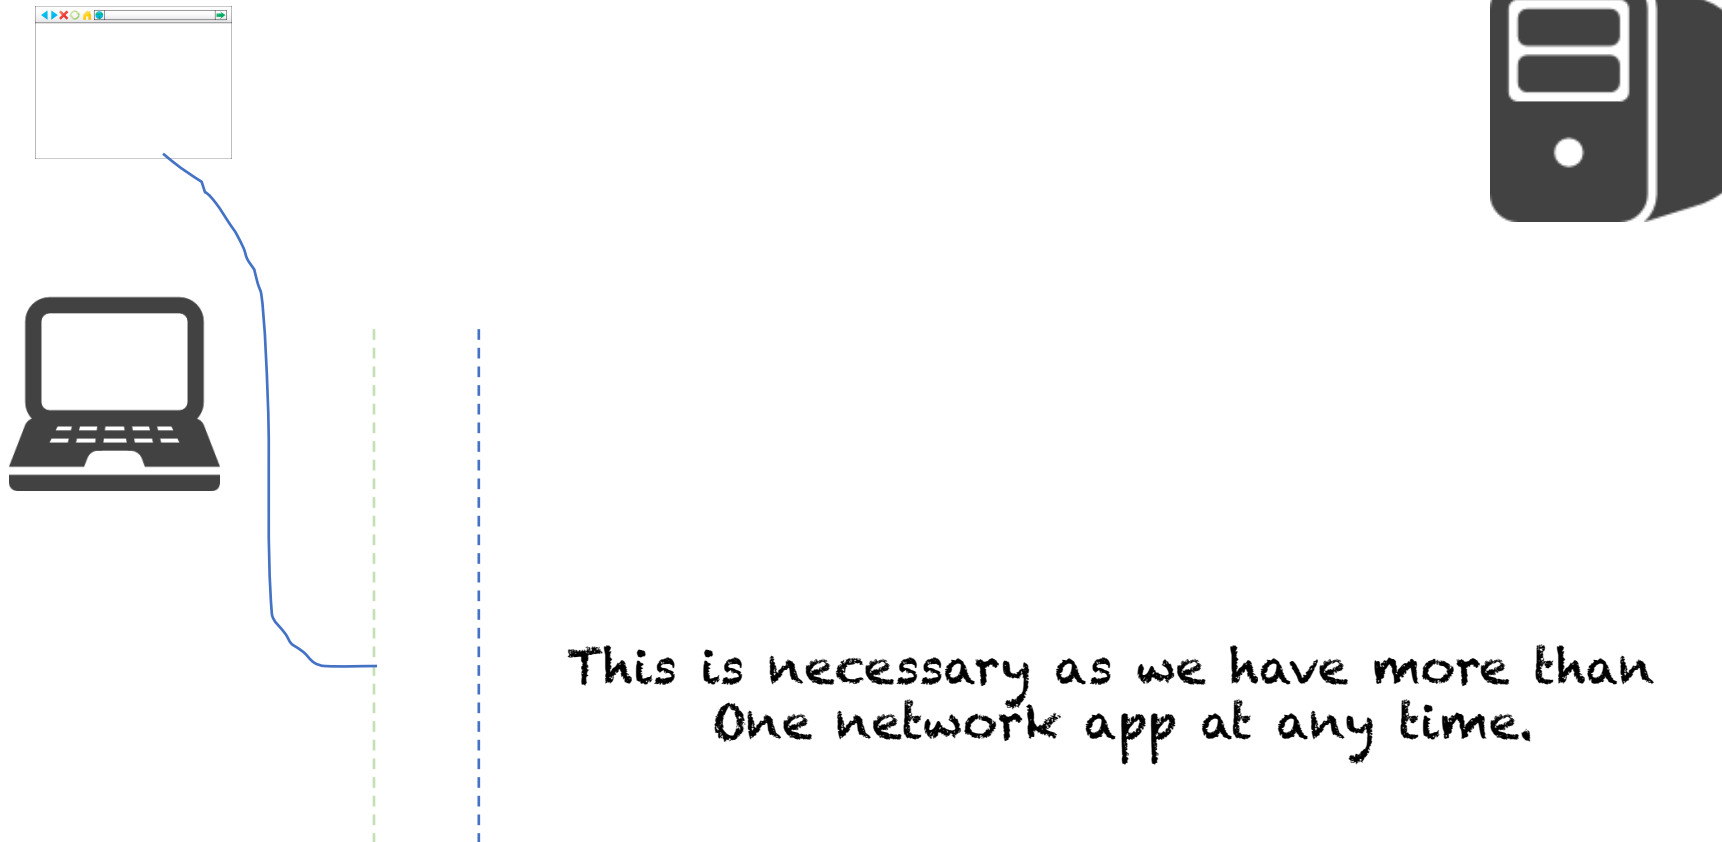 This is necessary as we have more than
One network app at any time.